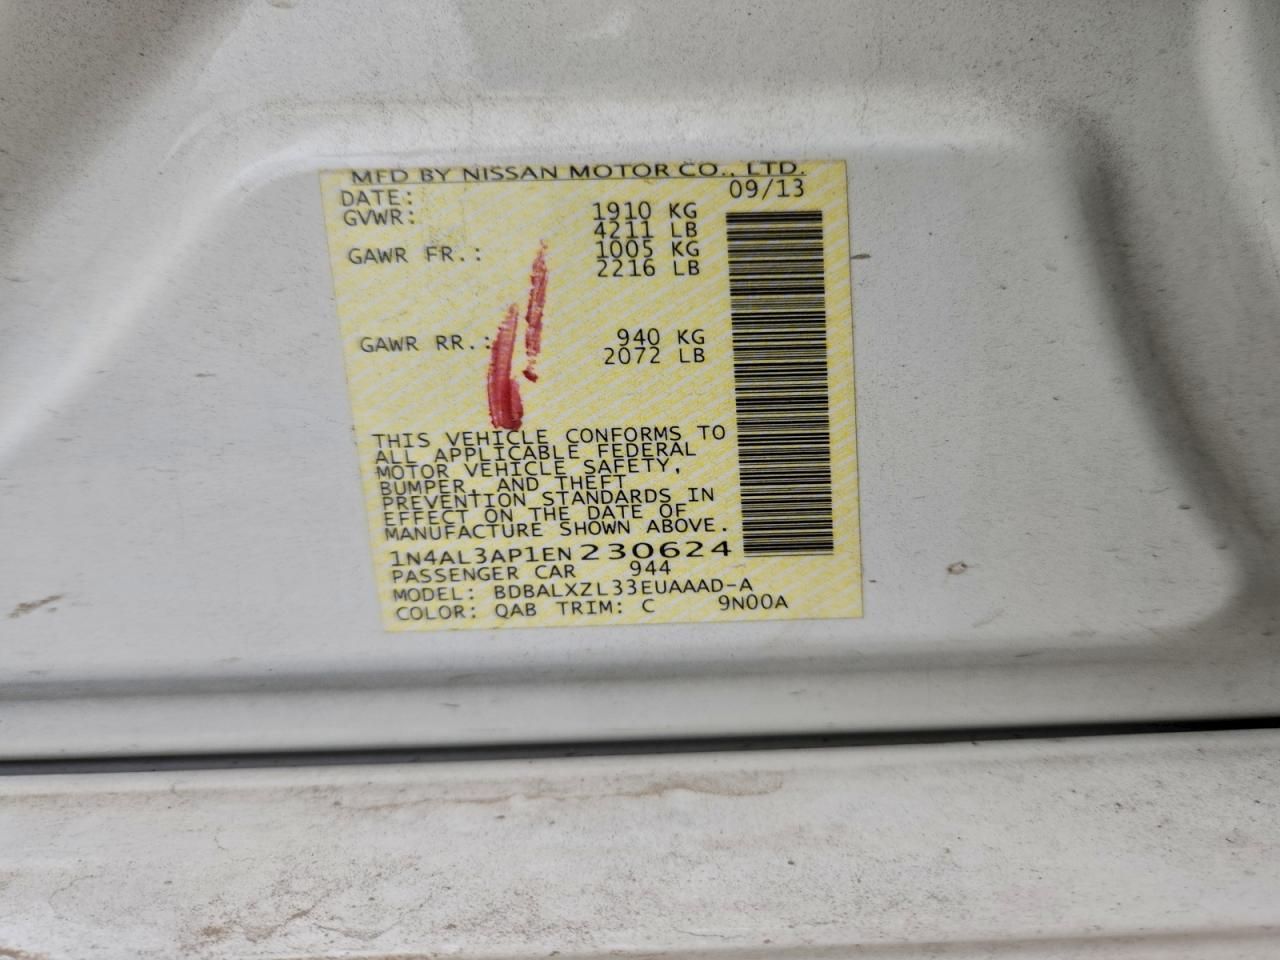 MFD BY NISSAN MOTOR CO., LTD.
DATE: 09/13
GVWR: 1910 KG
4211 LB
GAWR FR.: 1005 KG
2216 LB
GAWR RR.: 940 KG
2072 LB
THIS VEHICLE CONFORMS TO
ALL APPLICABLE FEDERAL
MOTOR VEHICLE SAFETY,
BUMPER, AND THEFT
PREVENTION STANDARDS IN
EFFECT ON THE DATE OF
MANUFACTURE SHOWN ABOVE.
1N4AL3AP1EN230624
PASSENGER CAR 944
MODEL: BDBALXZL33EUAAAD-A
COLOR: QAB TRIM: C 9N00A